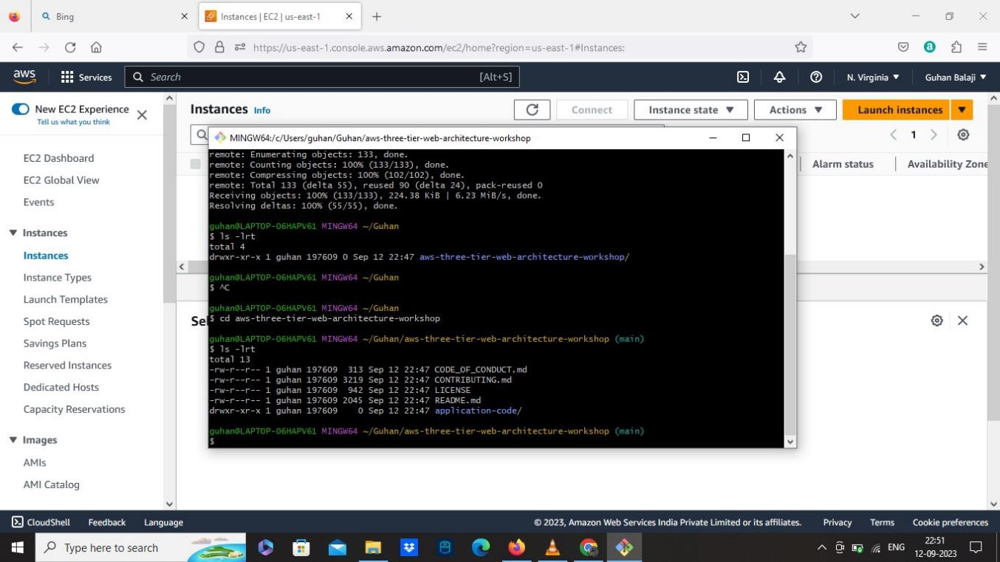 Bing
Instances | EC2 | us-east-1
https://us-east-1.console.aws.amazon.com/ec2/home?region=us-east-1#Instances:
aws
Services
Search
[Alt+S]
N. Virginia
Guhan Balaji
New EC2 Experience
Tell us what you think
EC2 Dashboard
EC2 Global View
Events
Instances
Instances
Instance Types
Launch Templates
Spot Requests
Savings Plans
Reserved Instances
Dedicated Hosts
Capacity Reservations
Images
AMIs
AMI Catalog
Instances Info
Connect
Instance state
Actions
Launch instances
1
Alarm status
Availability Zone
Sel
MINGW64:/c/Users/guhan/Guhan/aws-three-tier-web-architecture-workshop
remote: Enumerating objects: 133, done.
remote: Counting objects: 100% (133/133), done.
remote: Compressing objects: 100% (102/102), done.
remote: Total 133 (delta 55), reused 90 (delta 24), pack-reused 0
Receiving objects: 100% (133/133), 224.38 KiB | 6.23 MiB/s, done.
Resolving deltas: 100% (55/55), done.
guhan@LAPTOP-O6HAPV61 MINGW64 ~/Guhan
$ ls -lrt
total 4
drwxr-xr-x 1 guhan 197609 0 Sep 12 22:47 aws-three-tier-web-architecture-workshop/
guhan@LAPTOP-O6HAPV61 MINGW64 ~/Guhan
$ ^C
guhan@LAPTOP-O6HAPV61 MINGW64 ~/Guhan
$ cd aws-three-tier-web-architecture-workshop
guhan@LAPTOP-O6HAPV61 MINGW64 ~/Guhan/aws-three-tier-web-architecture-workshop (main)
$ ls -lrt
total 13
-rw-r--r-- 1 guhan 197609 313 Sep 12 22:47 CODE_OF_CONDUCT.md
-rw-r--r-- 1 guhan 197609 3219 Sep 12 22:47 CONTRIBUTING.md
-rw-r--r-- 1 guhan 197609 942 Sep 12 22:47 LICENSE
-rw-r--r-- 1 guhan 197609 2045 Sep 12 22:47 README.md
drwxr-xr-x 1 guhan 197609 0 Sep 12 22:47 application-code/
guhan@LAPTOP-O6HAPV61 MINGW64 ~/Guhan/aws-three-tier-web-architecture-workshop (main)
$
CloudShell
Feedback
Language
© 2023, Amazon Web Services India Private Limited or its affiliates.
Privacy
Terms
Cookie preferences
Type here to search
ENG
22:51
12-09-2023